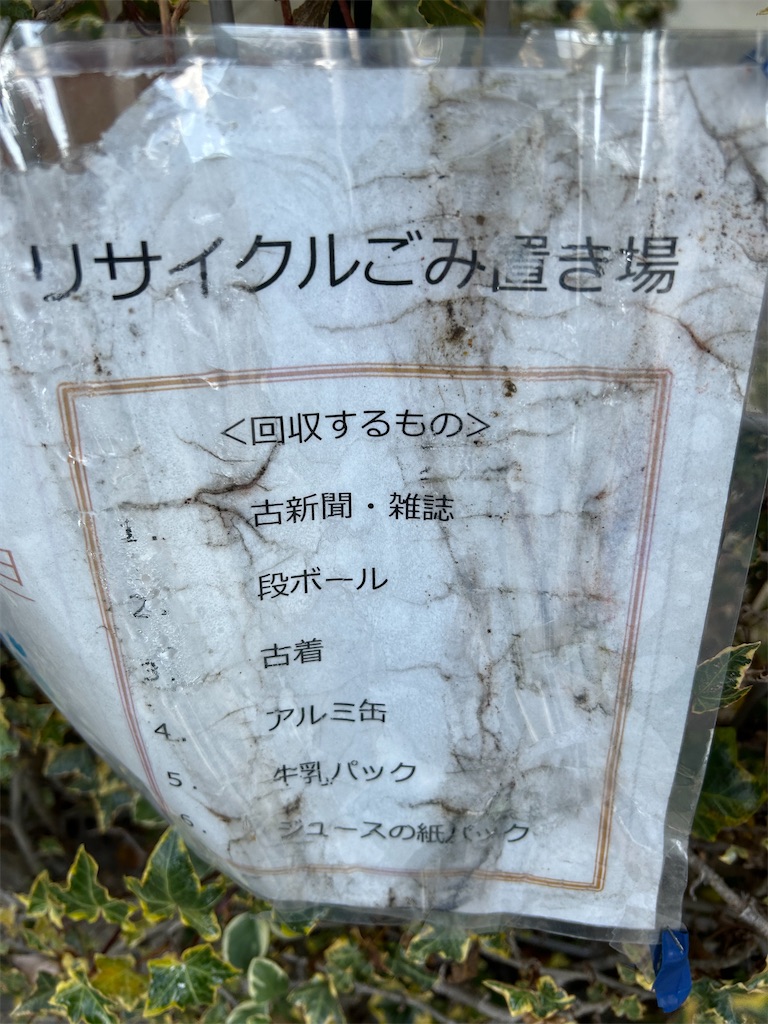 リサイクルごみ置き場
<回収するもの>
1. 古新聞・雑誌
2. 段ボール
3. 古着
4. アルミ缶
5. 牛乳パック
6. ジュースの紙パック